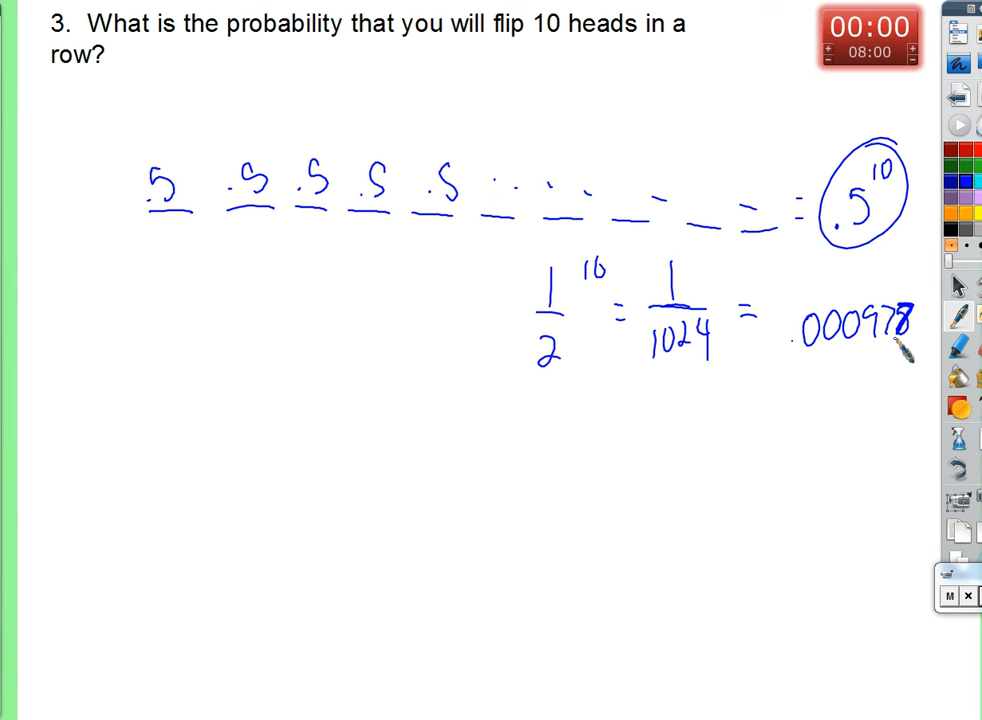 3. What is the probability that you will flip 10 heads in a
row?
00:00
08:00
.5 .5 .5 .5 .5 . . . . = .5^10
1/2 ^10 = 1/1024 = .000978
M ×